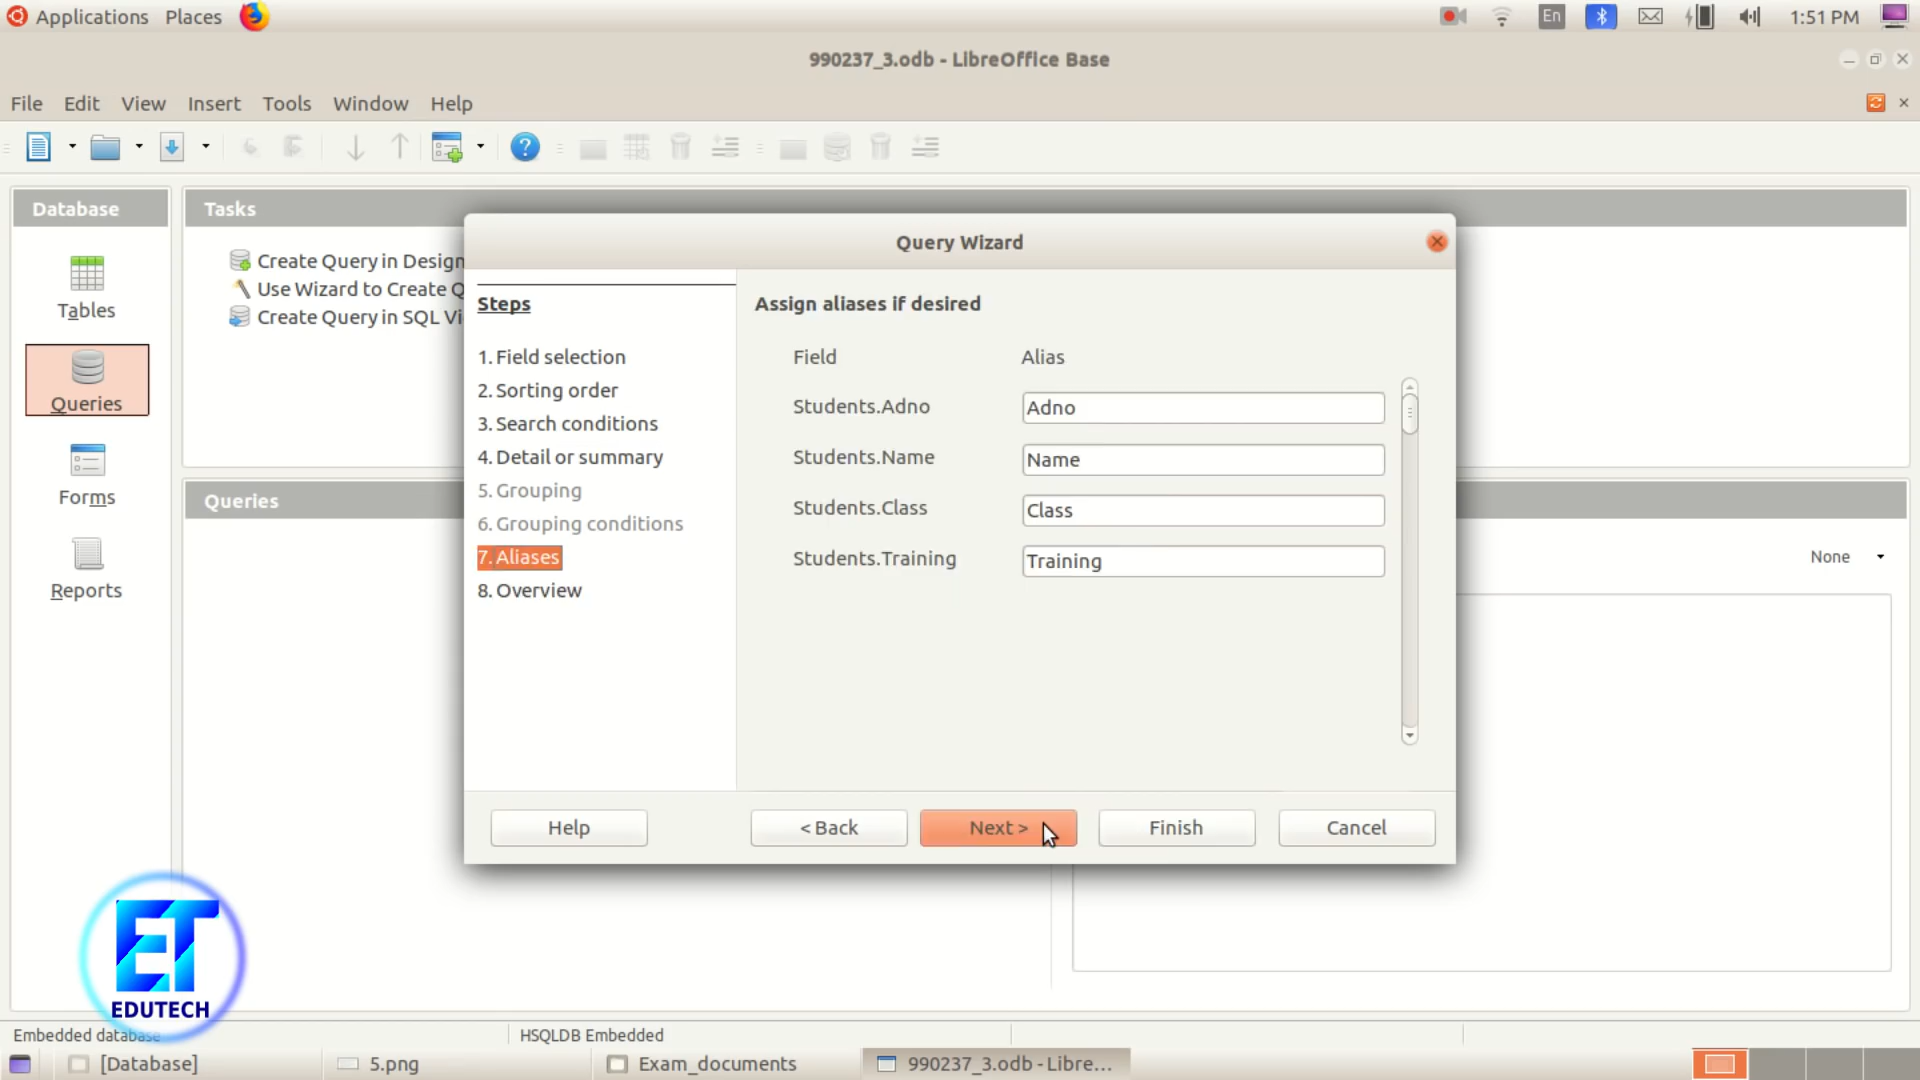 Applications Places En 1:51 PM
990237_3.odb - LibreOffice Base
File Edit View Insert Tools Window Help
Database
Tasks
Tables
Queries
Forms
Reports
Create Query in Design
Use Wizard to Create Q
Create Query in SQL Vi
Queries
None
Query Wizard
Steps
1. Field selection
2. Sorting order
3. Search conditions
4. Detail or summary
5. Grouping
6. Grouping conditions
7. Aliases
8. Overview
Assign aliases if desired
Field Alias
Students.Adno Adno
Students.Name Name
Students.Class Class
Students.Training Training
Help < Back Next > Finish Cancel
ET
EDUTECH
Embedded database HSQLDB Embedded
[Database] 5.png Exam_documents 990237_3.odb - Libre...